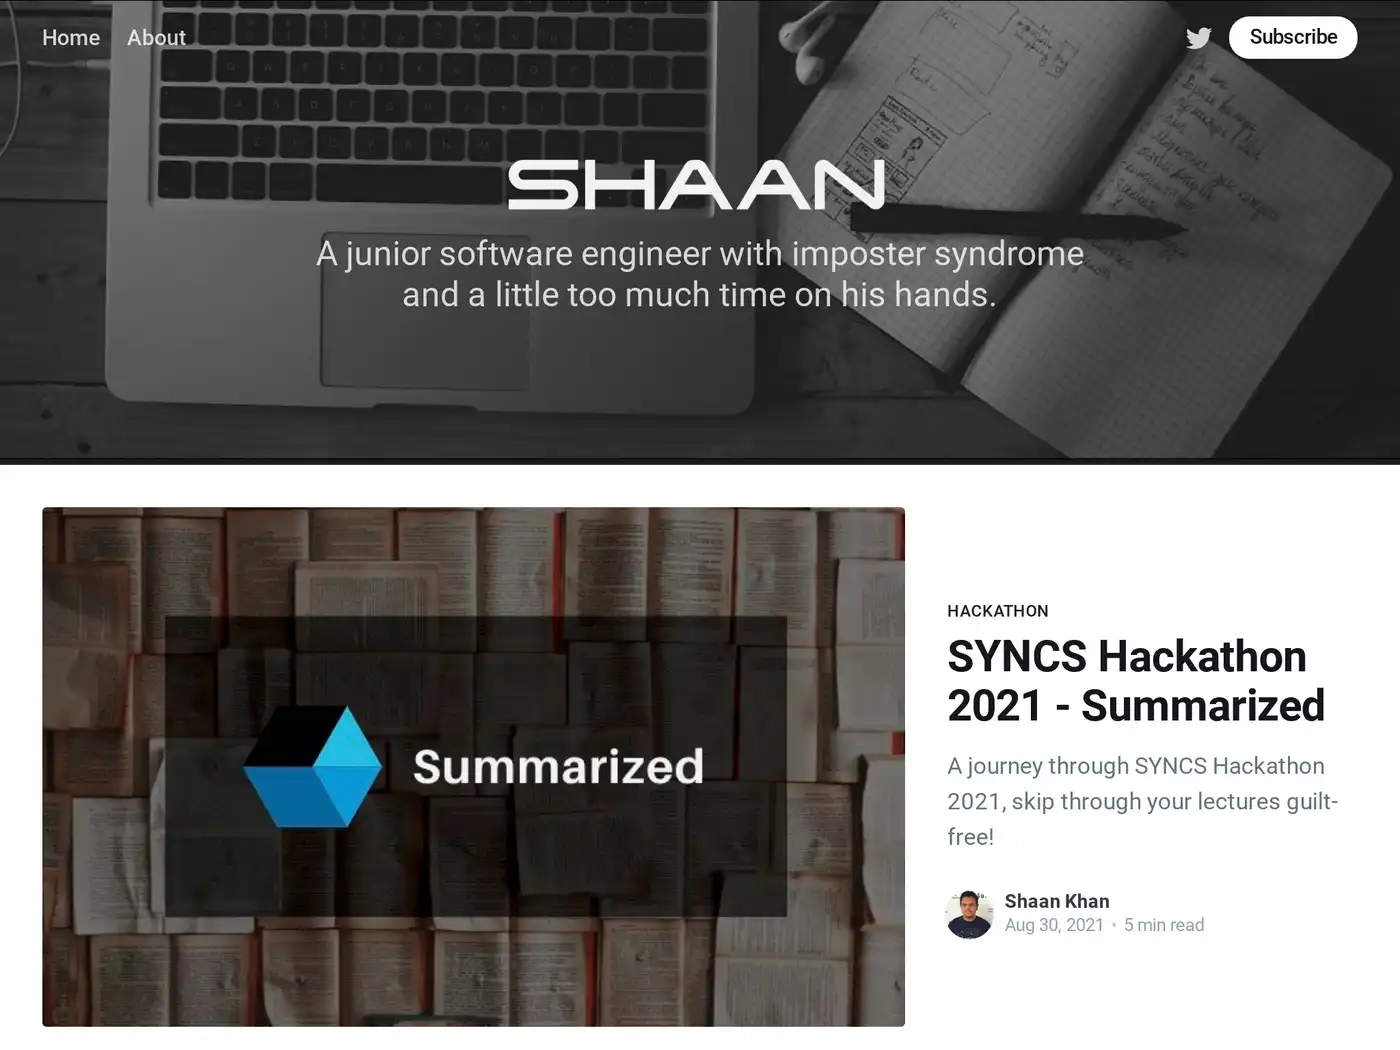 Home About
Subscribe
SHAAN
A junior software engineer with imposter syndrome
and a little too much time on his hands.
Summarized
HACKATHON
SYNCS Hackathon
2021 - Summarized
A journey through SYNCS Hackathon
2021, skip through your lectures guilt-
free!
Shaan Khan
Aug 30, 2021 • 5 min read